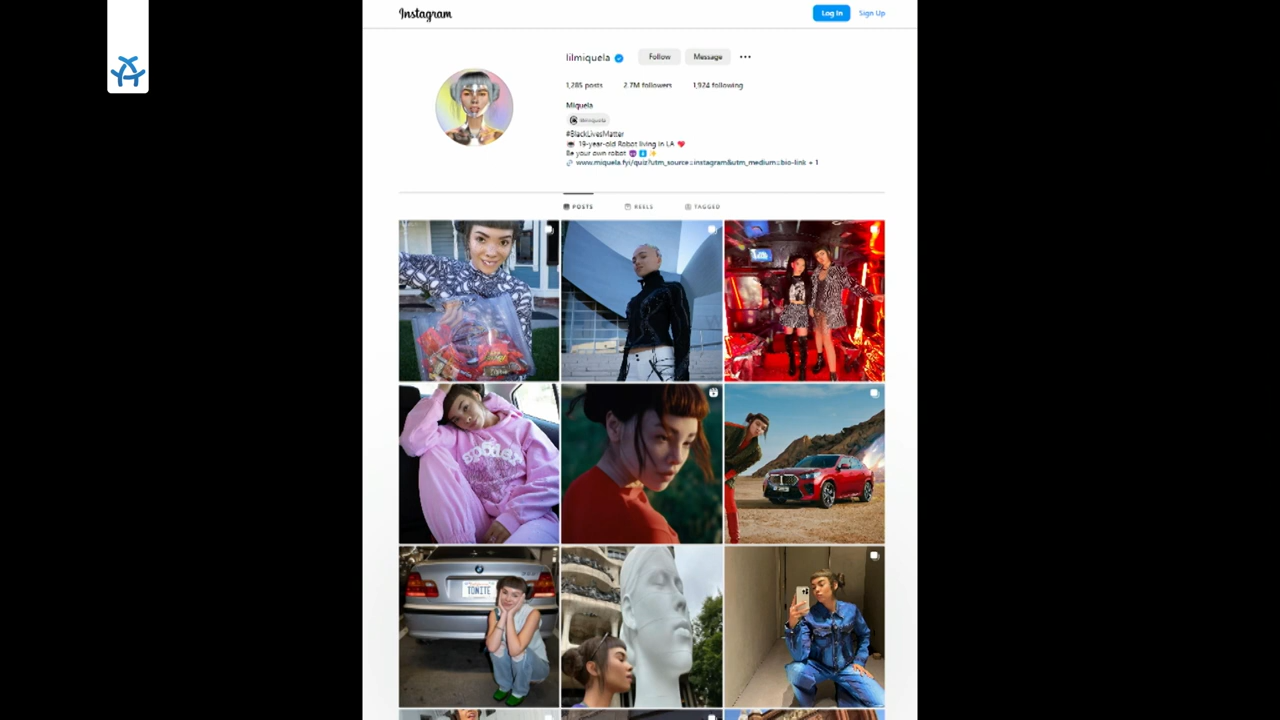 Instagram
Log In
Sign Up
lilmiquela
Follow
Message
1,285 posts 2.7M followers 1,924 following
Miquela
lilmiquela
#BlackLivesMatter
19-year-old Robot living in LA
Be your own robot
www.miquela.fyi/quiz?utm_source=instagram&utm_medium=bio-link + 1
POSTS
REELS
TAGGED
spider
TONITE